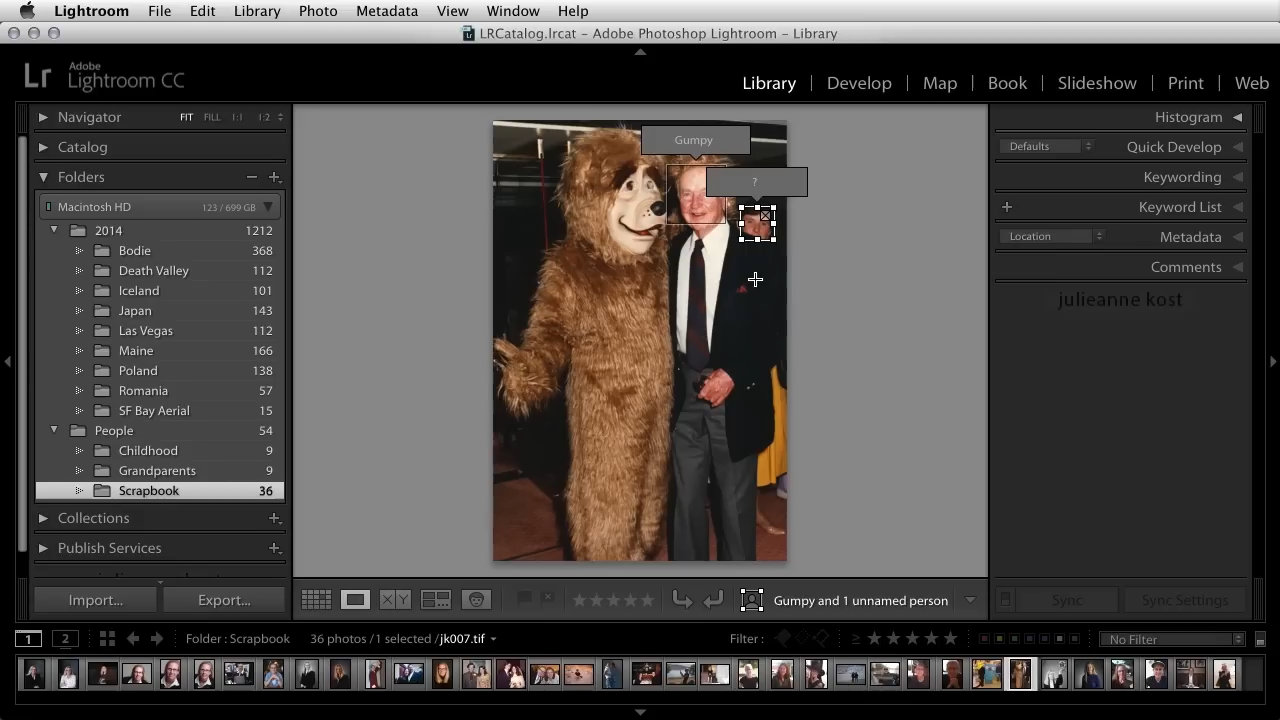 Lightroom File Edit Library Photo Metadata View Window Help
LRCatalog.lrcat – Adobe Photoshop Lightroom – Library
Lr Adobe Lightroom CC
Library Develop Map Book Slideshow Print Web
Navigator FIT FILL 1:1 1:2
Catalog
Folders
Macintosh HD 123 / 699 GB
2014 1212
Bodie 368
Death Valley 112
Iceland 101
Japan 143
Las Vegas 112
Maine 166
Poland 138
Romania 57
SF Bay Aerial 15
People 54
Childhood 9
Grandparents 9
Scrapbook 36
Collections
Publish Services
Import... Export...
Gumpy
?
Histogram
Defaults Quick Develop
Keywording
Keyword List
Location Metadata
Comments
julieanne kost
XY Gumpy and 1 unnamed person
Sync Sync Settings
1 2 Folder : Scrapbook 36 photos / 1 selected / jk007.tif Filter : ≥ No Filter